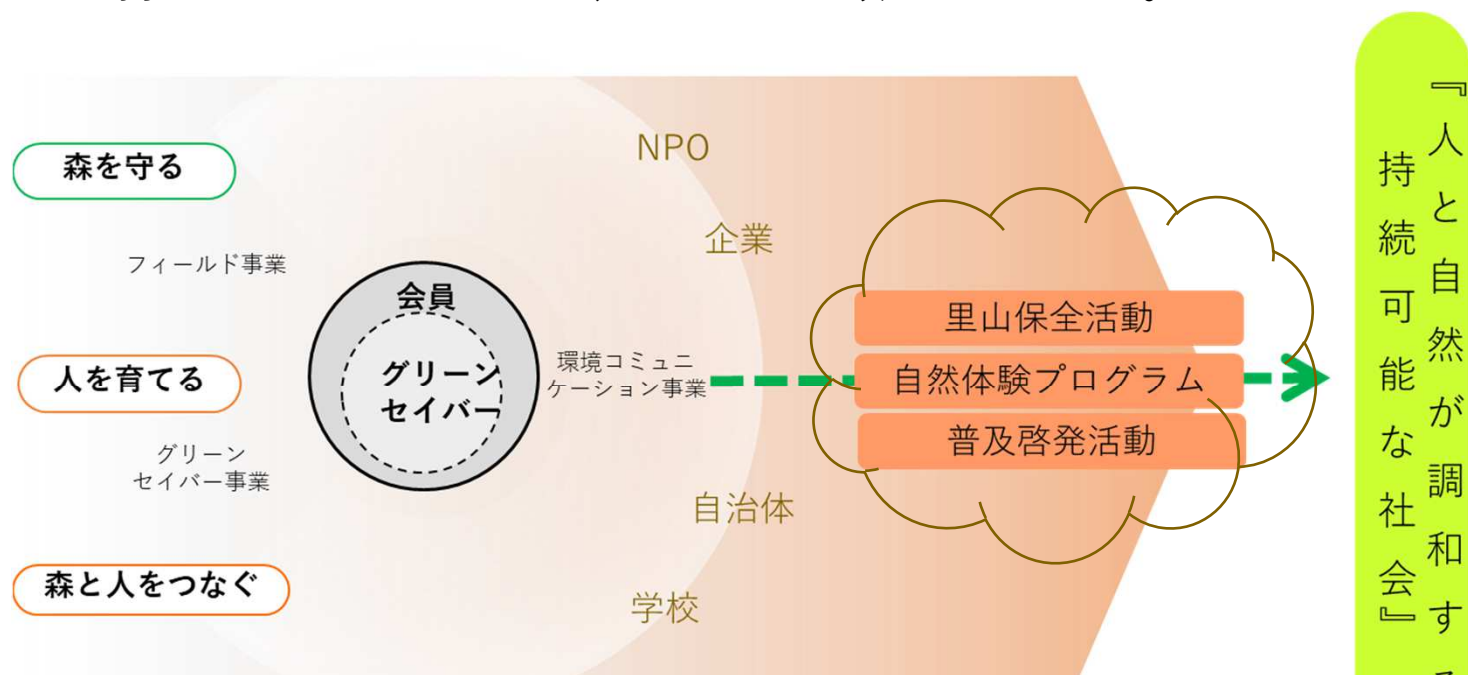 森を守る
フィールド事業
人を育てる
グリーン
セイバー事業
森と人をつなぐ
会員
グリーン
セイバー
環境コミュニ
ケーション事業
NPO
企業
自治体
学校
里山保全活動
自然体験プログラム
普及啓発活動
『人と自然が調和する
持続可能な社会』